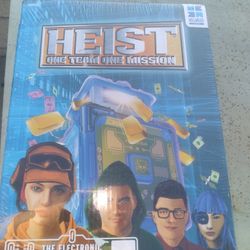 HEIST
ONE TEAM ONE MISSION
THE ELECTRONIC